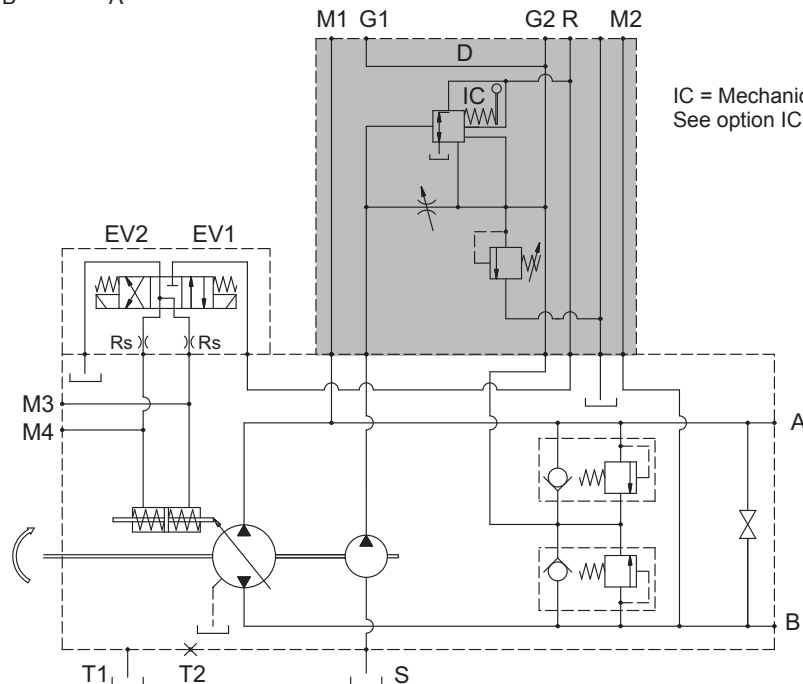 M1 G1 G2 R M2
D
IC
IC = Mechanic
See option IC
EV2 EV1
Rs Rs
M3
M4
A
B
T1 T2 S